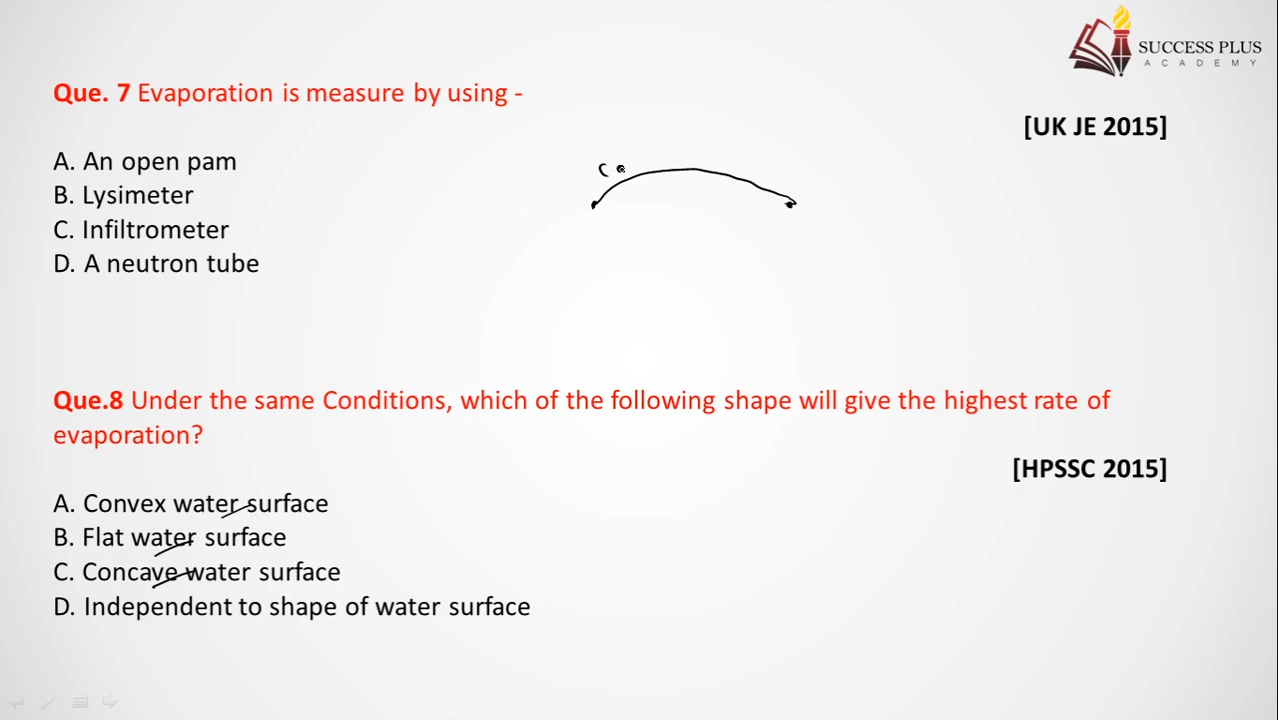 SUCCESS PLUS
ACADEMY
Que. 7 Evaporation is measure by using -
[UK JE 2015]
A. An open pam
B. Lysimeter
C. Infiltrometer
D. A neutron tube
Que.8 Under the same Conditions, which of the following shape will give the highest rate of
evaporation?
[HPSSC 2015]
A. Convex water surface
B. Flat water surface
C. Concave water surface
D. Independent to shape of water surface